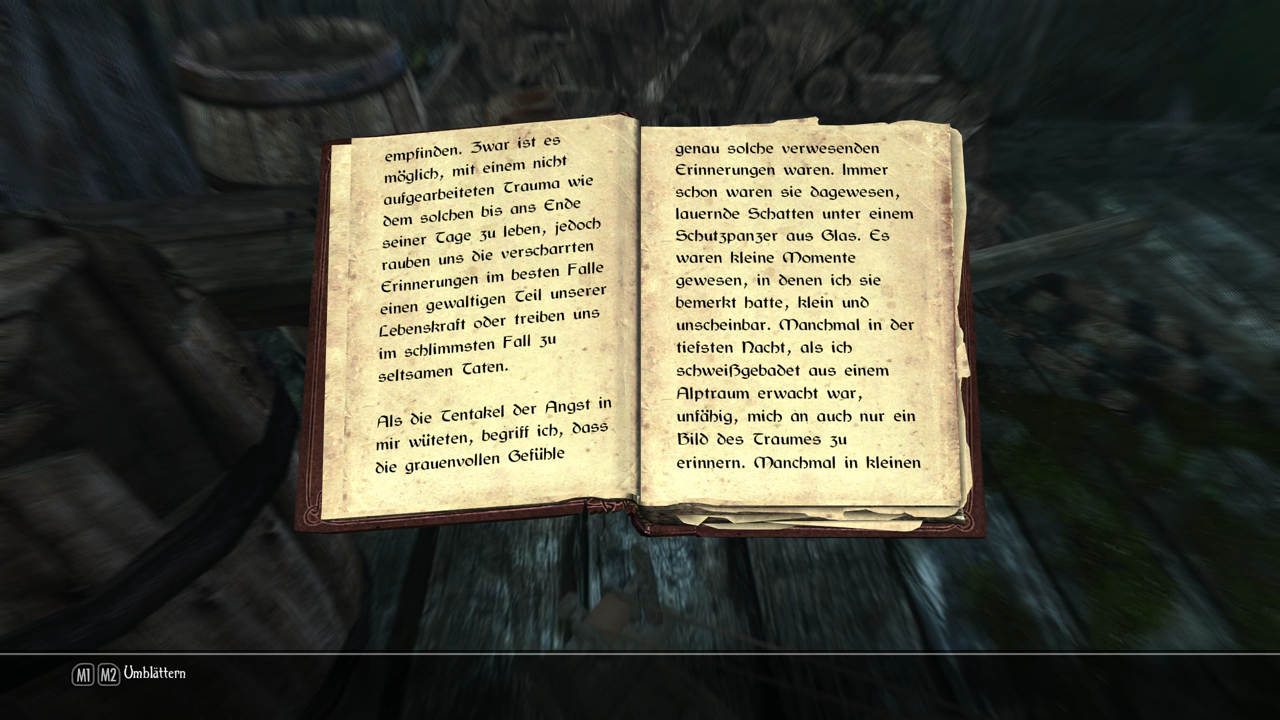 empfinden. Zwar ist es
möglich, mit einem nicht
aufgearbeiteten Trauma wie
dem solchen bis ans Ende
seiner Tage zu leben, jedoch
rauben uns die verscharrten
Erinnerungen im besten Falle
einen gewaltigen Teil unserer
Lebenskraft oder treiben uns
im schlimmsten Fall zu
seltsamen Taten.
Als die Tentakel der Angst in
mir wüteten, begriff ich, dass
die grauenvollen Gefühle
genau solche verwesenden
Erinnerungen waren. Immer
schon waren sie dagewesen,
lauernde Schatten unter einem
Schutzpanzer aus Glas. Es
waren kleine Momente
gewesen, in denen ich sie
bemerkt hatte, klein und
unscheinbar. Manchmal in der
tiefsten Nacht, als ich
schweißgebadet aus einem
Alptraum erwacht war,
unfähig, mich an auch nur ein
Bild des Traumes zu
erinnern. Manchmal in kleinen
M1 M2 Umblättern